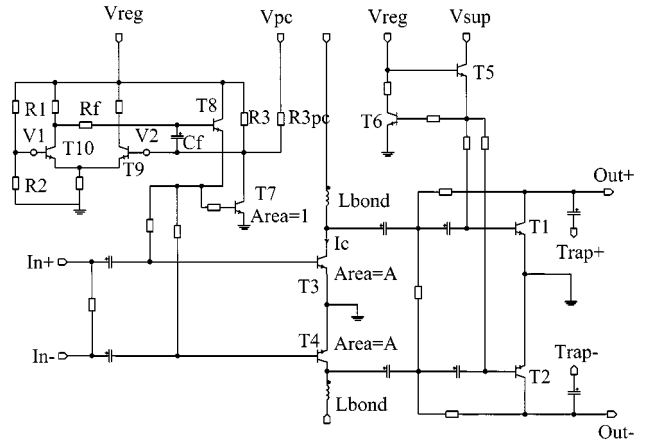 Vreg Vpc Vreg Vsup
T5
R1 Rf T8 R3 R3pc T6
V1 T10 V2 Cf
T9
R2 T7 Lbond Out+
Area=1 T1
Ic Trap+
In+ Area=A
T3
T4 Area=A
In- Trap-
T2
Lbond
Out-